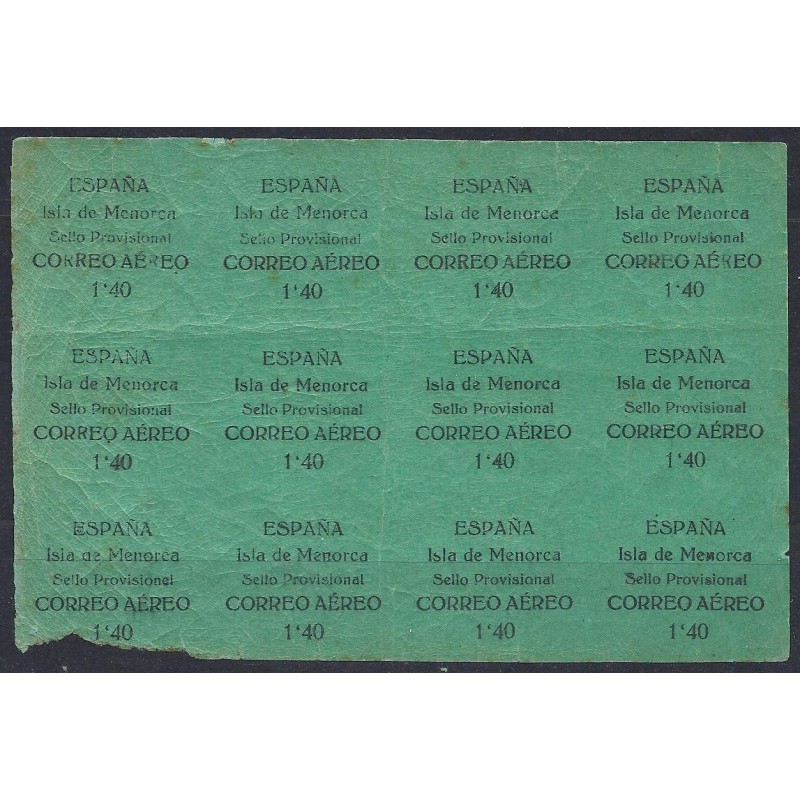 ESPAÑA ESPAÑA ESPAÑA ESPAÑA
Isla de Menorca Isla de Menorca Isla de Menorca Isla de Menorca
Sello Provisional Sello Provisional Sello Provisional Sello Provisional
CORREO AÉREO CORREO AÉREO CORREO AÉREO CORREO AÉREO
1'40 1'40 1'40 1'40
ESPAÑA ESPAÑA ESPAÑA ESPAÑA
Isla de Menorca Isla de Menorca Isla de Menorca Isla de Menorca
Sello Provisional Sello Provisional Sello Provisional Sello Provisional
CORREO AÉREO CORREO AÉREO CORREO AÉREO CORREO AÉREO
1'40 1'40 1'40 1'40
ESPAÑA ESPAÑA ESPAÑA ESPAÑA
Isla de Menorca Isla de Menorca Isla de Menorca Isla de Menorca
Sello Provisionel Sello Provisional Sello Provisional Sello Provisional
CORREO AÉREO CORREO AÉREO CORREO AÉREO CORREO AÉREO
1'40 1'40 1'40 1'40